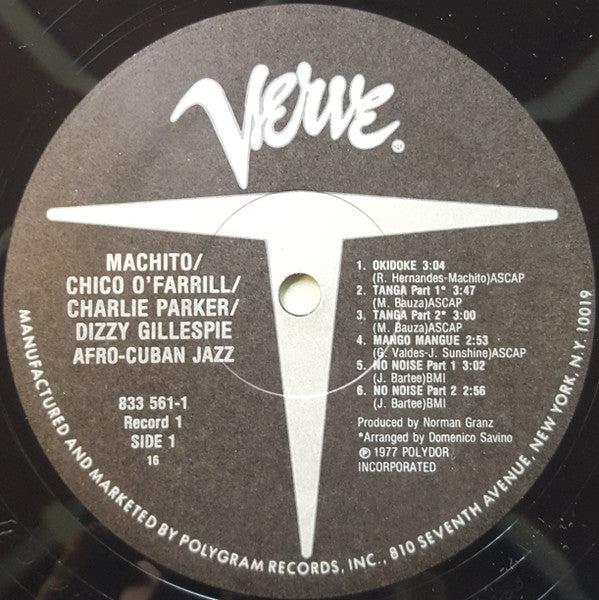 Verve®
MACHITO/
CHICO O'FARRILL/
CHARLIE PARKER/
DIZZY GILLESPIE
AFRO-CUBAN JAZZ
833 561-1
Record 1
SIDE 1
16
1. OKIDOKE 3:04
(R. Hernandes-Machito)ASCAP
2. TANGA Part 1* 3:47
(M. Bauza)ASCAP
3. TANGA Part 2* 3:00
(M. Bauza)ASCAP
4. MANGO MANGUE 2:53
(G. Valdes-J. Sunshine)ASCAP
5. NO NOISE Part 1 3:02
(J. Bartee)BMI
6. NO NOISE Part 2 2:56
(J. Bartee)BMI
Produced by Norman Granz
*Arranged by Domenico Savino
℗ 1977 POLYDOR
INCORPORATED
MANUFACTURED AND MARKETED BY POLYGRAM RECORDS, INC., 810 SEVENTH AVENUE, NEW YORK, N.Y. 10019